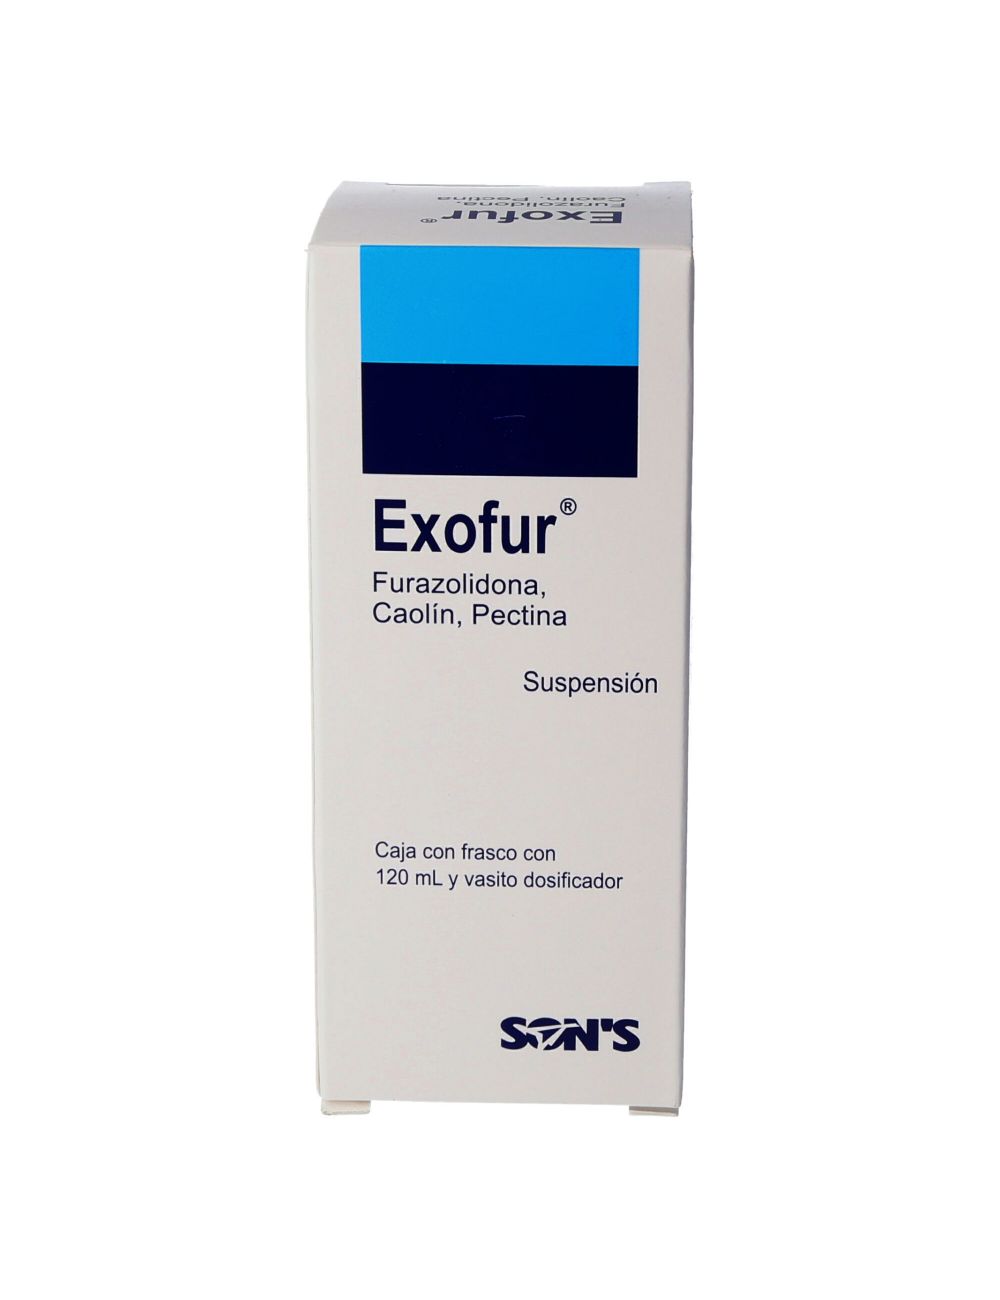 Exofur®
Furazolidona,
Caolín, Pectina
Exofur®
Furazolidona,
Caolín, Pectina
Suspensión
Caja con frasco con
120 mL y vasito dosificador
SON'S